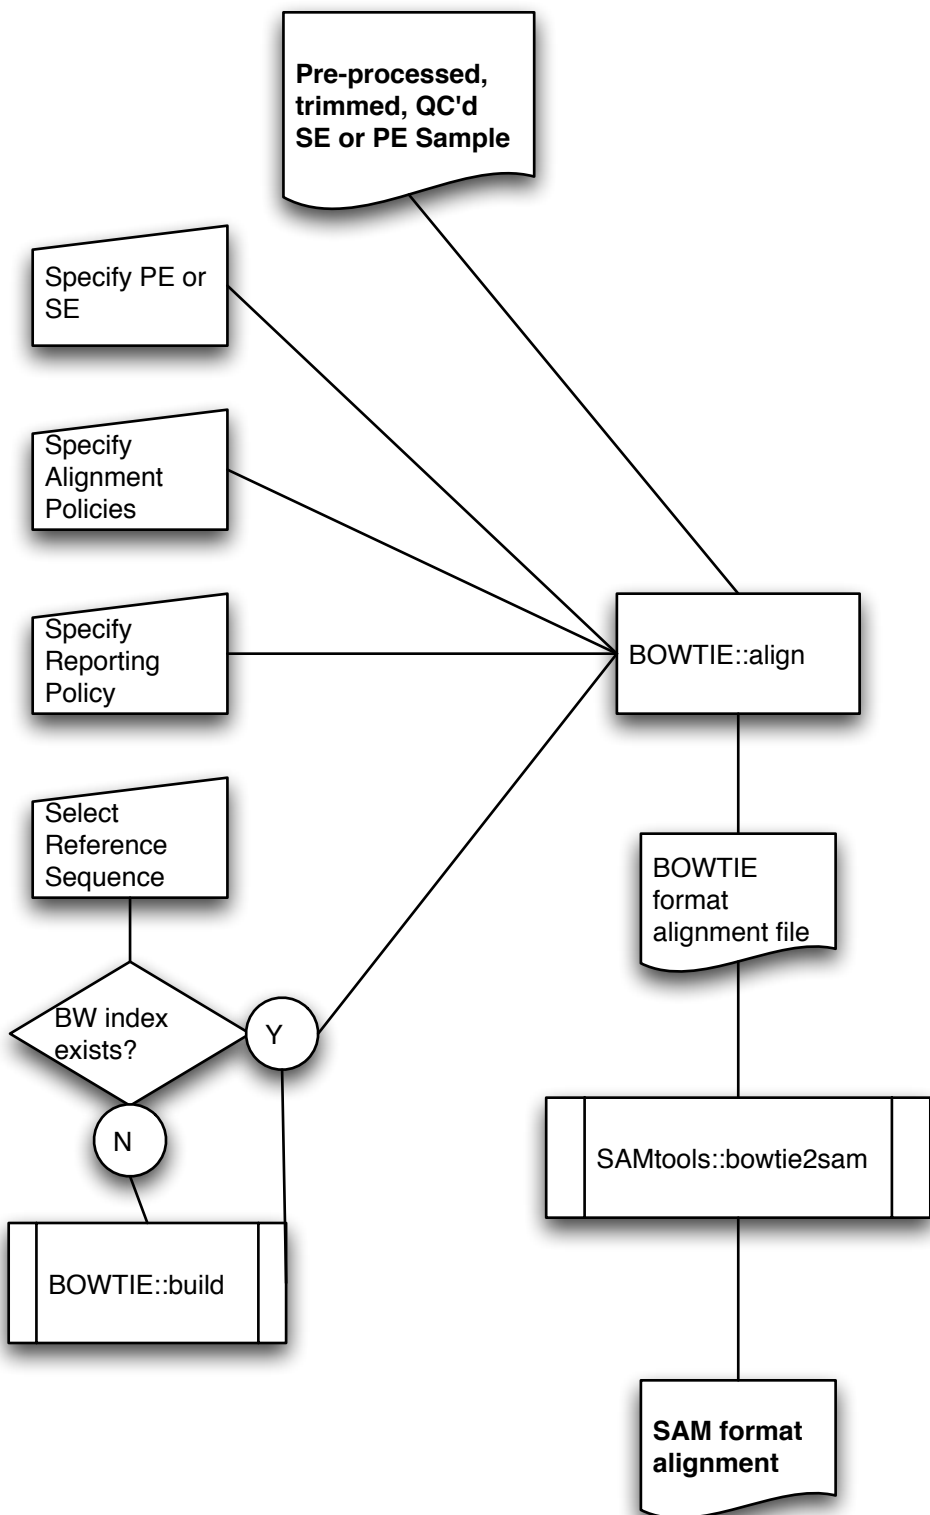 Pre-processed,
trimmed, QC'd
SE or PE Sample
Specify PE or
SE
Specify
Alignment
Policies
Specify
Reporting
Policy
BOWTIE::align
Select
Reference
Sequence
BOWTIE
format
alignment file
BW index
exists?
Y
N
SAMtools::bowtie2sam
BOWTIE::build
SAM format
alignment